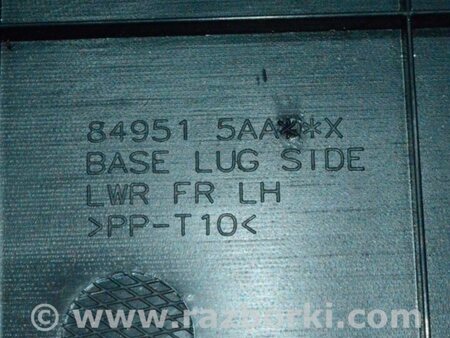 84951 5AA**X
BASE LUG SIDE
LWR FR LH
>PP-T10<
© www.razborki.com